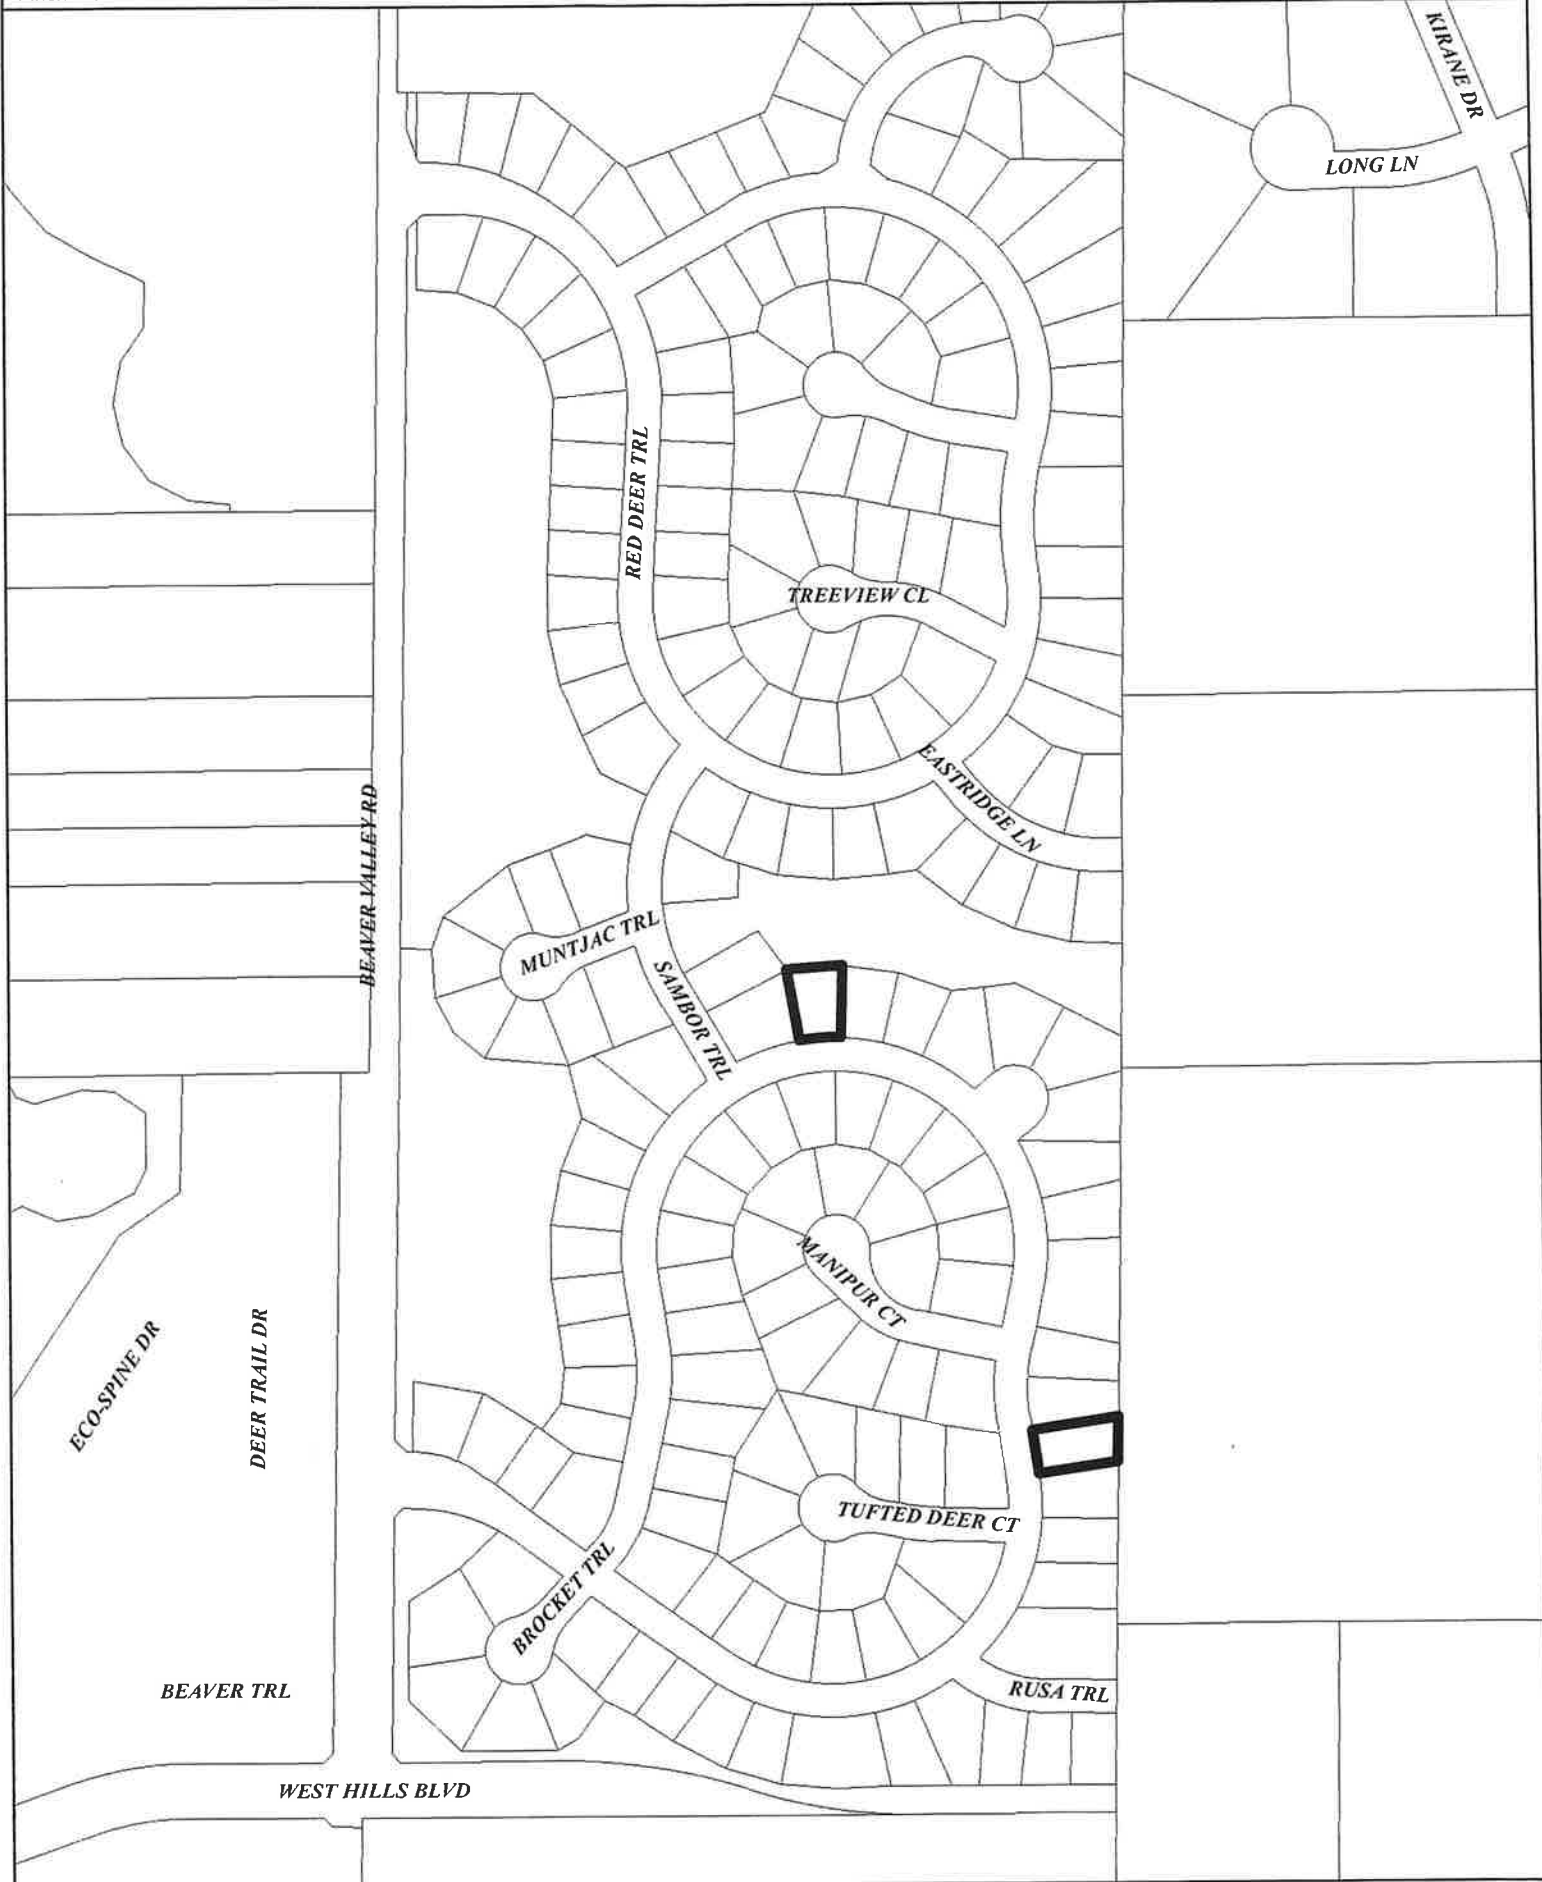 KIRANE DR
LONG LN
RED DEER TRL
TREEVIEW CL
EASTRIDGE LN
BEAVER VALLEY RD
MUNTJAC TRL
SAMBOR TRL
MANIPUR CT
ECO-SPINE DR
DEER TRAIL DR
TUFTED DEER CT
BROCKET TRL
BEAVER TRL
RUSA TRL
WEST HILLS BLVD